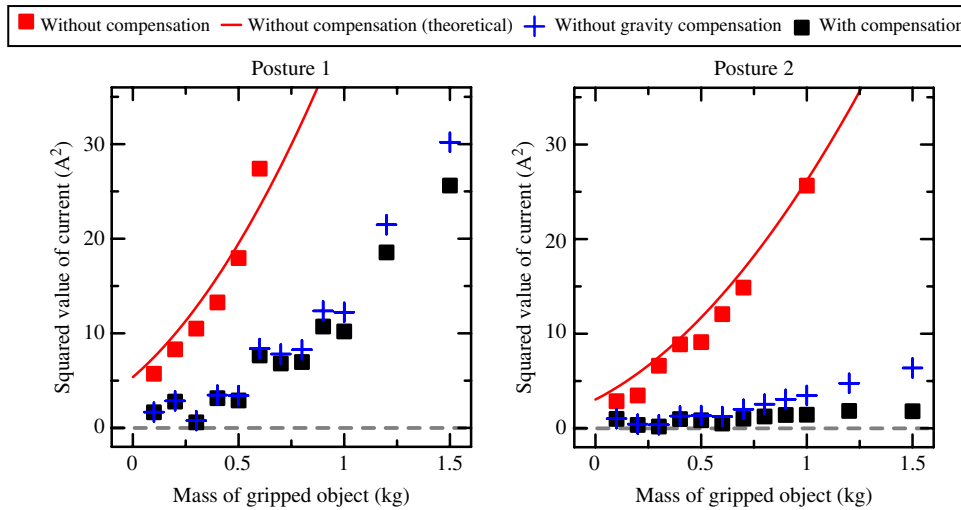 Without compensation Without compensation (theoretical) Without gravity compensation With compensation
Posture 1
Squared value of current (A²)
30
20
10
0
0 0.5 1 1.5
Mass of gripped object (kg)
Posture 2
Squared value of current (A²)
30
20
10
0
0 0.5 1 1.5
Mass of gripped object (kg)